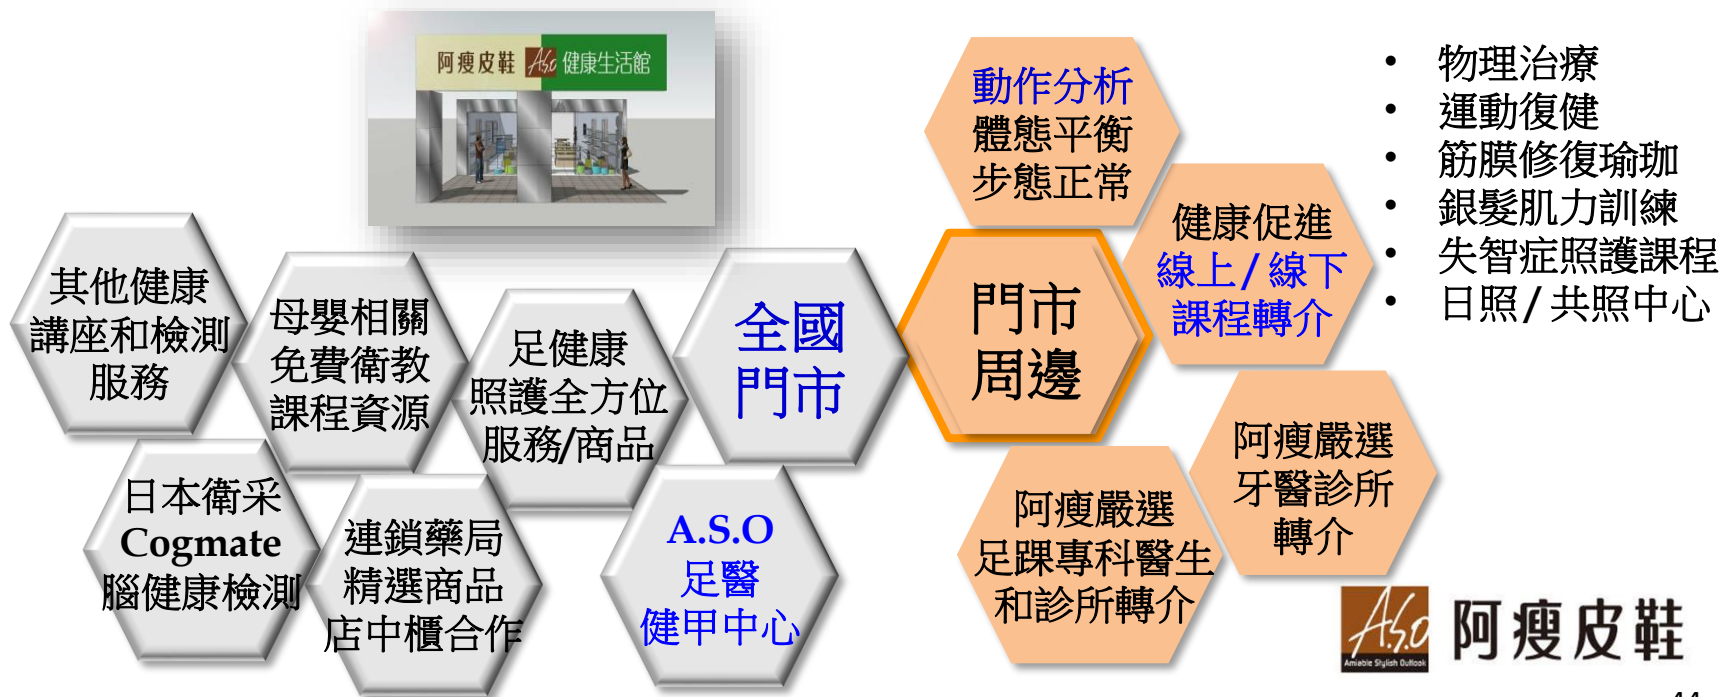 阿瘦皮鞋 A.S.O 健康生活館
其他健康
講座和檢測
服務
母嬰相關
免費衛教
課程資源
足健康
照護全方位
服務/商品
全國
門市
日本衛采
Cogmate
腦健康檢測
連鎖藥局
精選商品
店中櫃合作
A.S.O
足醫
健甲中心
門市
周邊
動作分析
體態平衡
步態正常
健康促進
線上/線下
課程轉介
阿瘦嚴選
牙醫診所
轉介
阿瘦嚴選
足踝專科醫生
和診所轉介
• 物理治療
• 運動復健
• 筋膜修復瑜珈
• 銀髮肌力訓練
• 失智症照護課程
• 日照/共照中心
A.S.O
Amiable Stylish Outlook
阿瘦皮鞋